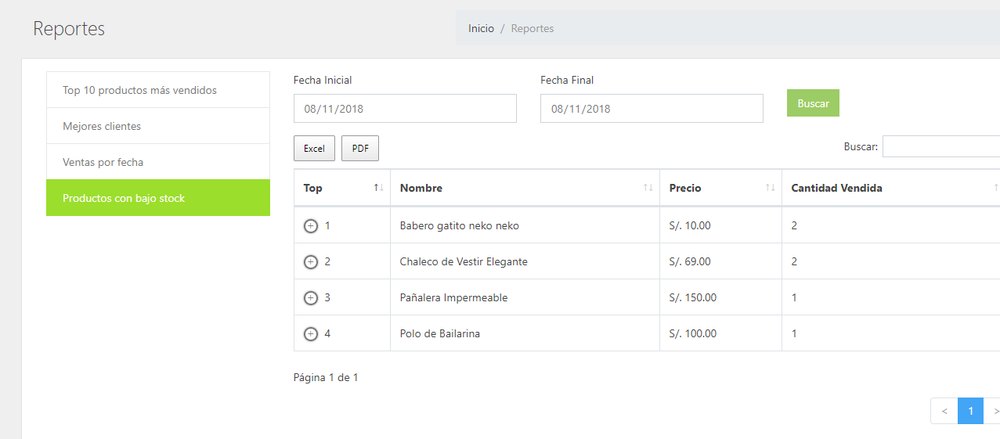 Reportes
Inicio / Reportes
Top 10 productos más vendidos
Mejores clientes
Ventas por fecha
Productos con bajo stock
Fecha Inicial
Fecha Final
08/11/2018
08/11/2018
Buscar
Excel
PDF
Buscar:
Top Nombre Precio Cantidad Vendida
1 Babero gatito neko neko S/. 10.00 2
2 Chaleco de Vestir Elegante S/. 69.00 2
3 Pañalera Impermeable S/. 150.00 1
4 Polo de Bailarina S/. 100.00 1
Página 1 de 1
< 1 >